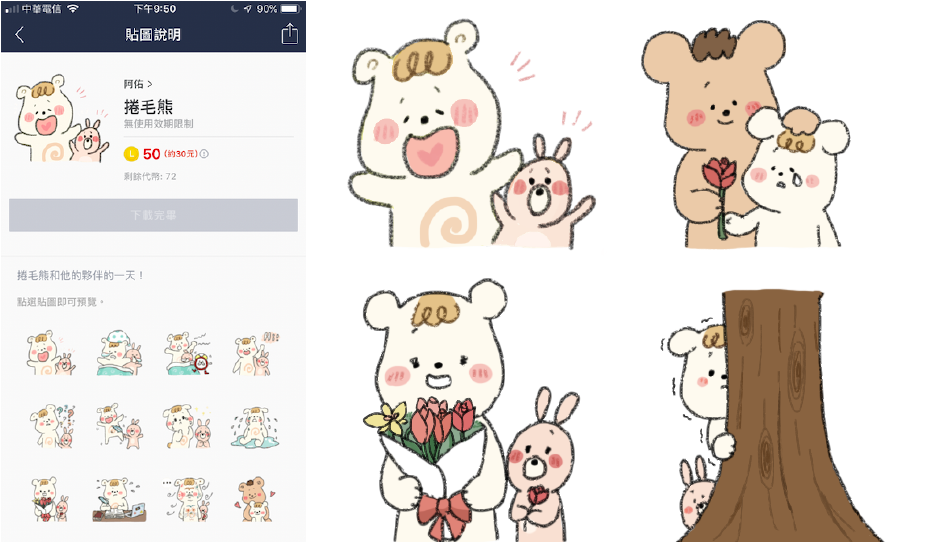 中華電信
下午9:50
90%
貼圖說明
阿佑 >
捲毛熊
無使用效期限制
L 50 (約30元)
剩餘代幣: 72
下載完畢
捲毛熊和他的夥伴的一天！
點選貼圖即可預覽。